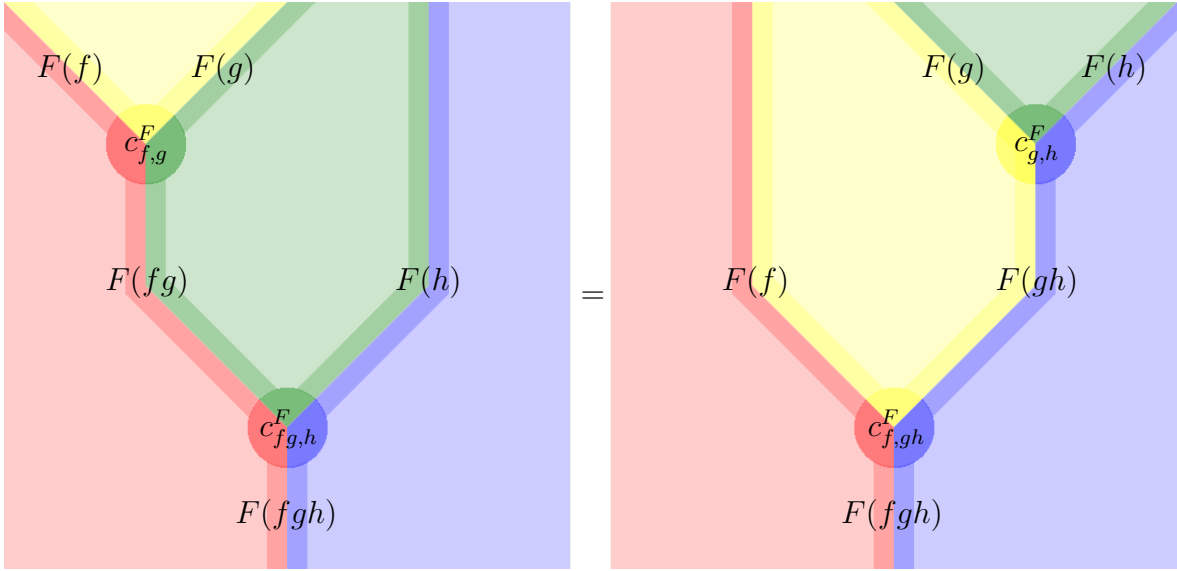 F(f) F(g) F(g) F(h)
c^F_{f,g} c^F_{g,h}
F(fg) F(h) = F(f) F(gh)
c^F_{fg,h} c^F_{f,gh}
F(fgh) F(fgh)